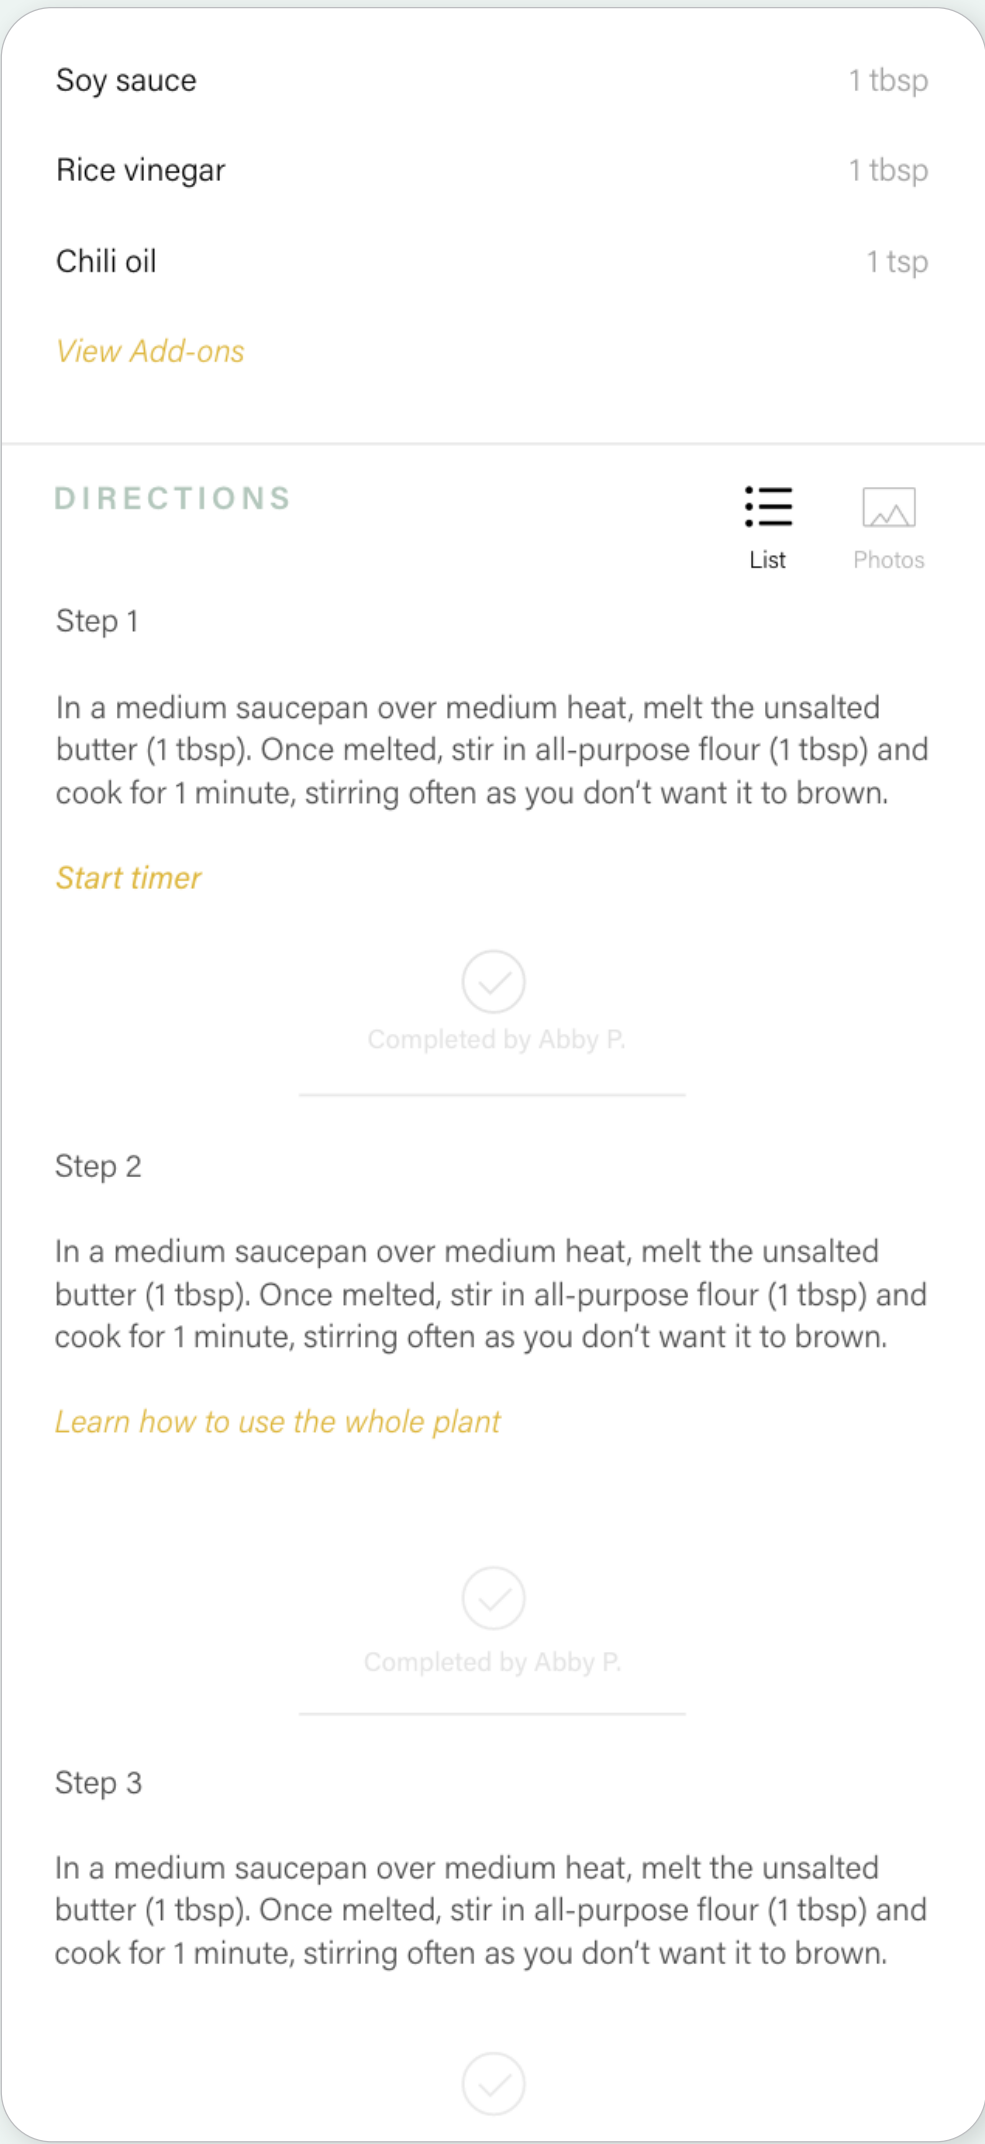 Soy sauce 1 tbsp
Rice vinegar 1 tbsp
Chili oil 1 tsp
View Add-ons
DIRECTIONS
List Photos
Step 1
In a medium saucepan over medium heat, melt the unsalted
butter (1 tbsp). Once melted, stir in all-purpose flour (1 tbsp) and
cook for 1 minute, stirring often as you don’t want it to brown.
Start timer
Completed by Abby P.
Step 2
In a medium saucepan over medium heat, melt the unsalted
butter (1 tbsp). Once melted, stir in all-purpose flour (1 tbsp) and
cook for 1 minute, stirring often as you don’t want it to brown.
Learn how to use the whole plant
Completed by Abby P.
Step 3
In a medium saucepan over medium heat, melt the unsalted
butter (1 tbsp). Once melted, stir in all-purpose flour (1 tbsp) and
cook for 1 minute, stirring often as you don’t want it to brown.